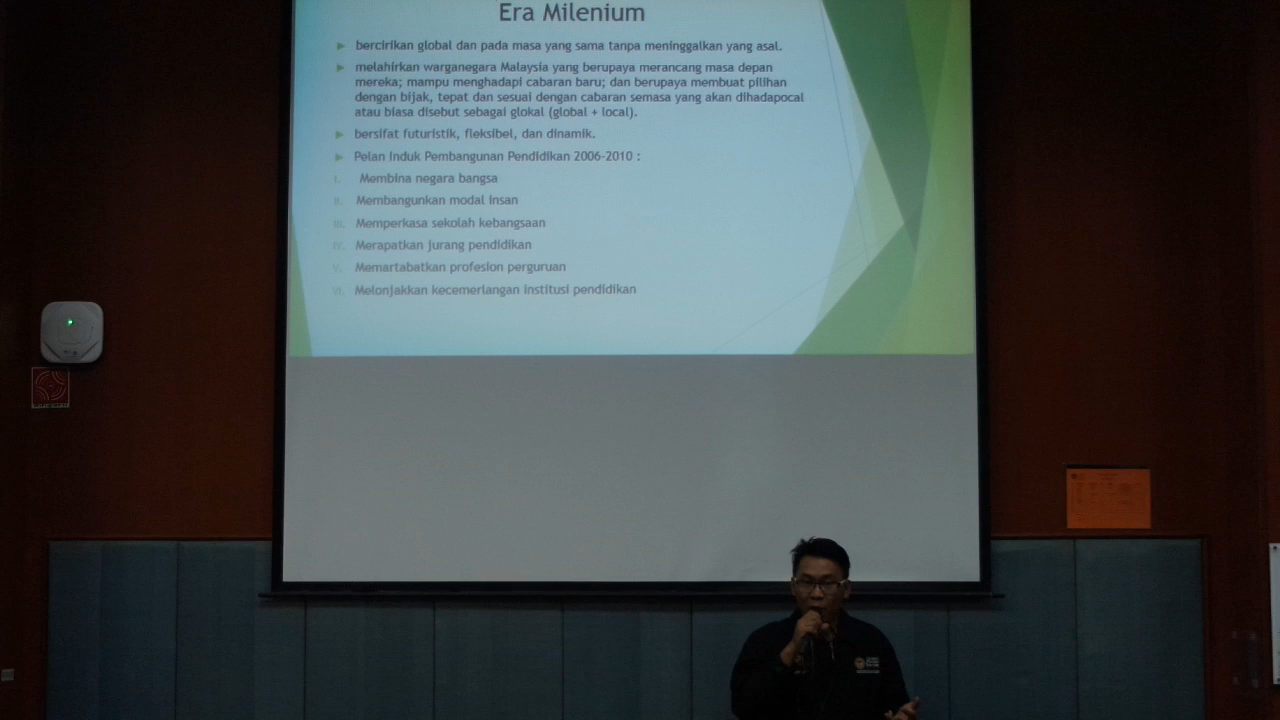 Era Milenium
► bercirikan global dan pada masa yang sama tanpa meninggalkan yang asal.
► melahirkan warganegara Malaysia yang berupaya merancang masa depan
mereka; mampu menghadapi cabaran baru; dan berupaya membuat pilihan
dengan bijak, tepat dan sesuai dengan cabaran semasa yang akan dihadapocal
atau biasa disebut sebagai glokal (global + local).
► bersifat futuristik, fleksibel, dan dinamik.
► Pelan Induk Pembangunan Pendidikan 2006-2010 :
I. Membina negara bangsa
II. Membangunkan modal insan
III. Memperkasa sekolah kebangsaan
IV. Merapatkan jurang pendidikan
V. Memartabatkan profesion perguruan
VI. Melonjakkan kecemerlangan institusi pendidikan